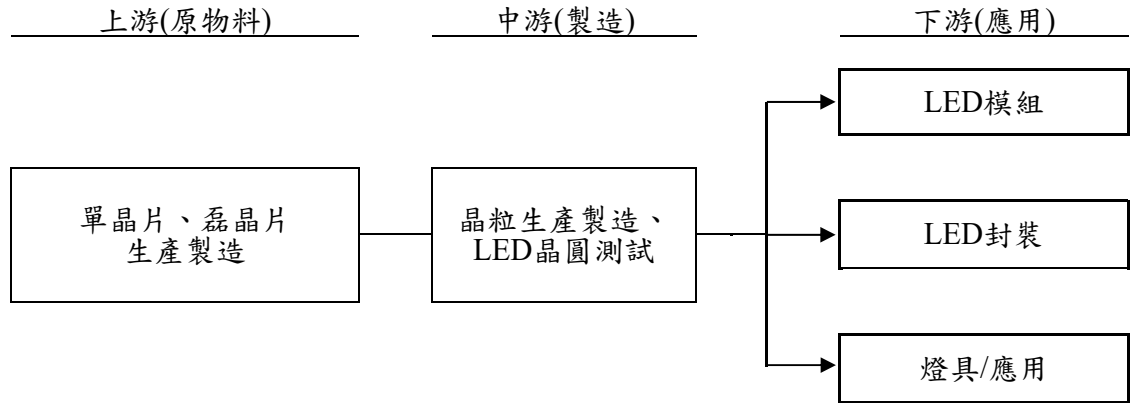 上游(原物料)
中游(製造)
下游(應用)
單晶片、磊晶片
生產製造
晶粒生產製造、
LED晶圓測試
LED模組
LED封裝
燈具/應用